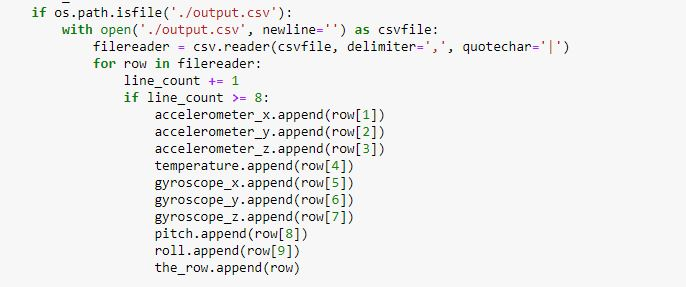 if os.path.isfile('./output.csv'):
with open('./output.csv', newline='') as csvfile:
filereader = csv.reader(csvfile, delimiter=',', quotechar='|')
for row in filereader:
line_count += 1
if line_count >= 8:
accelerometer_x.append(row[1])
accelerometer_y.append(row[2])
accelerometer_z.append(row[3])
temperature.append(row[4])
gyroscope_x.append(row[5])
gyroscope_y.append(row[6])
gyroscope_z.append(row[7])
pitch.append(row[8])
roll.append(row[9])
the_row.append(row)